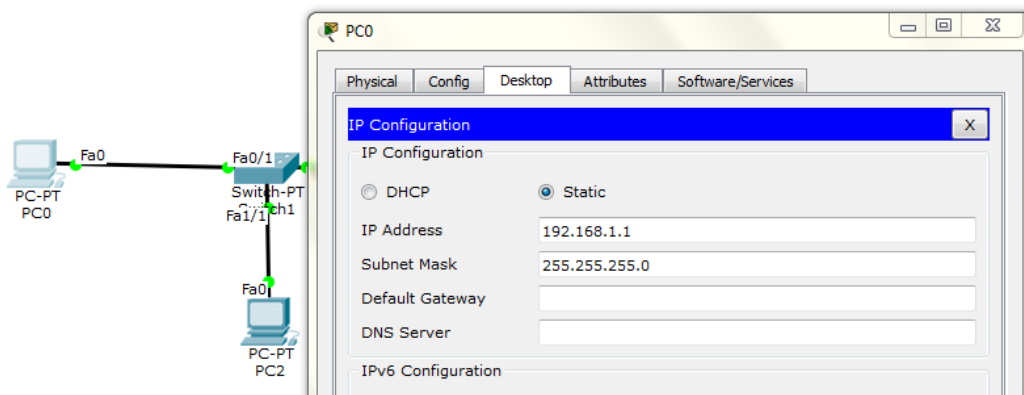 PC0
Physical Config Desktop Attributes Software/Services
IP Configuration X
IP Configuration
DHCP Static
IP Address 192.168.1.1
Subnet Mask 255.255.255.0
Default Gateway
DNS Server
IPv6 Configuration
Fa0 Fa0/1
PC-PT
PC0
Switch-PT
Fa1/1
Fa0
PC-PT
PC2